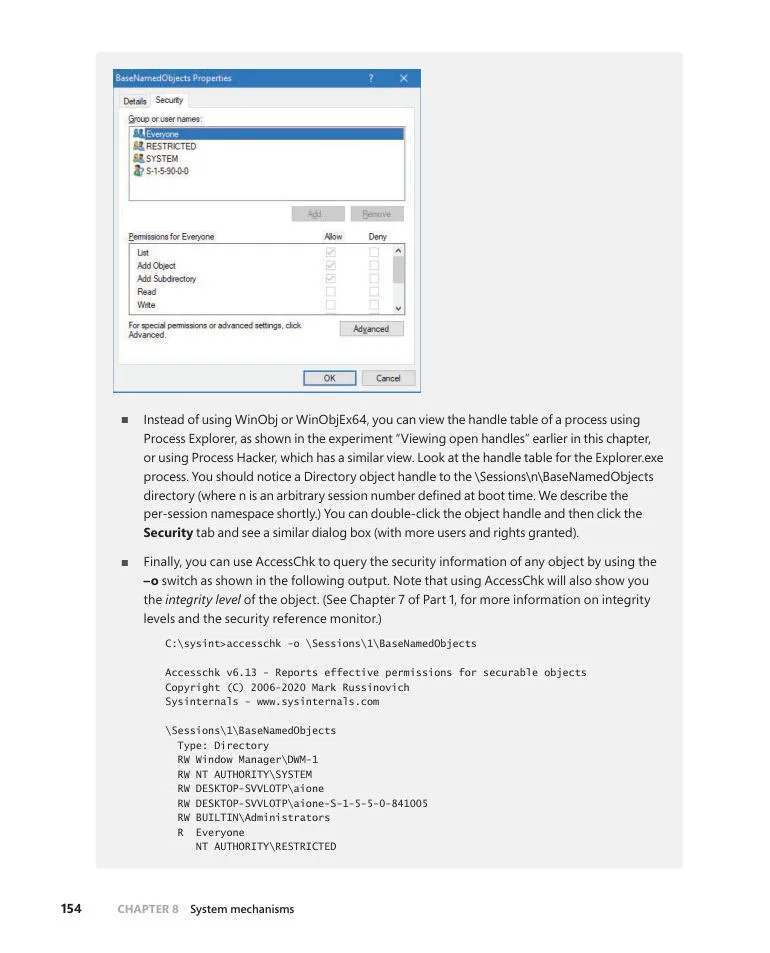 BaseNamedObjects Properties ? ×
Details Security
Group or user names:
Everyone
RESTRICTED
SYSTEM
S-1-5-90-0-0
Add... Remove
Permissions for Everyone Allow Deny
List
Add Object
Add Subdirectory
Read
Write
For special permissions or advanced settings, click
Advanced.
Advanced
OK Cancel
■ Instead of using WinObj or WinObjEx64, you can view the handle table of a process using
Process Explorer, as shown in the experiment “Viewing open handles” earlier in this chapter,
or using Process Hacker, which has a similar view. Look at the handle table for the Explorer.exe
process. You should notice a Directory object handle to the \Sessions\n\BaseNamedObjects
directory (where n is an arbitrary session number defined at boot time. We describe the
per-session namespace shortly.) You can double-click the object handle and then click the
Security tab and see a similar dialog box (with more users and rights granted).
■ Finally, you can use AccessChk to query the security information of any object by using the
–o switch as shown in the following output. Note that using AccessChk will also show you
the integrity level of the object. (See Chapter 7 of Part 1, for more information on integrity
levels and the security reference monitor.)
C:\sysint>accesschk -o \Sessions\1\BaseNamedObjects
Accesschk v6.13 - Reports effective permissions for securable objects
Copyright (C) 2006-2020 Mark Russinovich
Sysinternals - www.sysinternals.com
\Sessions\1\BaseNamedObjects
Type: Directory
RW Window Manager\DWM-1
RW NT AUTHORITY\SYSTEM
RW DESKTOP-SVVLOTP\aione
RW DESKTOP-SVVLOTP\aione-S-1-5-5-0-841005
RW BUILTIN\Administrators
R Everyone
NT AUTHORITY\RESTRICTED
154 CHAPTER 8 System mechanisms